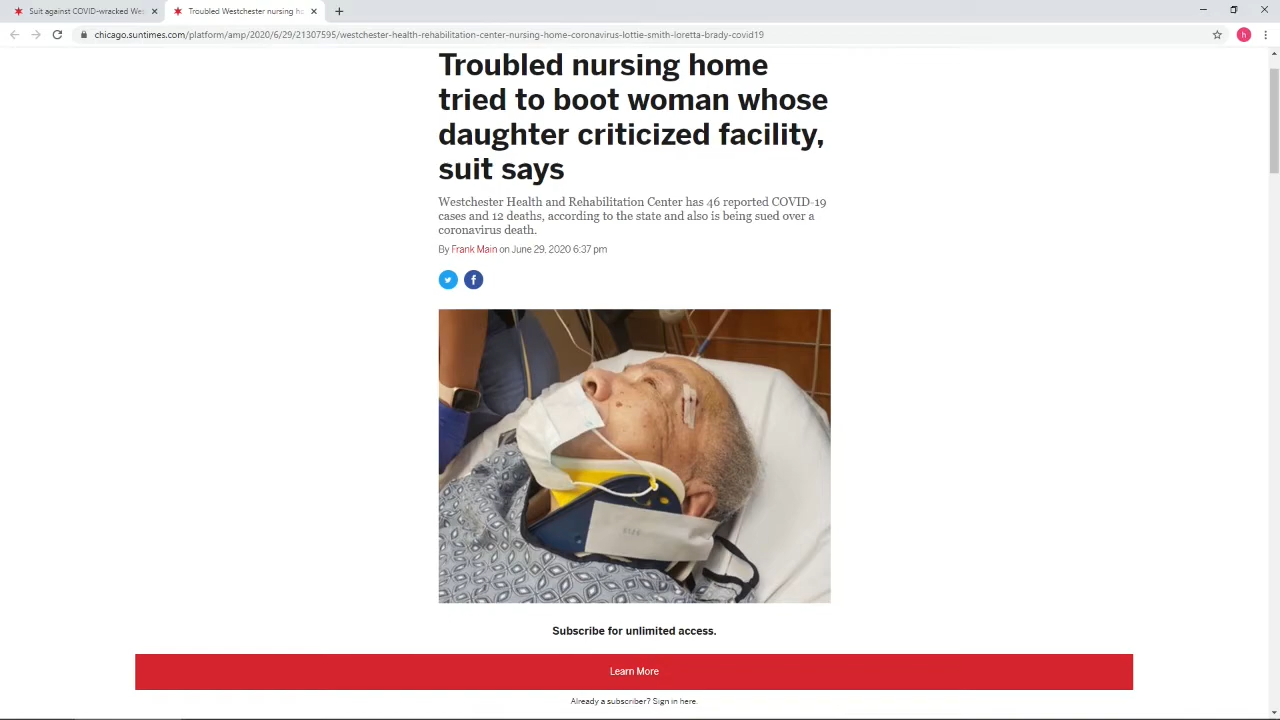 Suit against COVID-wracked Wes
Troubled Westchester nursing ho
chicago.suntimes.com/platform/amp/2020/6/29/21307595/westchester-health-rehabilitation-center-nursing-home-coronavirus-lottie-smith-loretta-brady-covid19
h
Troubled nursing home
tried to boot woman whose
daughter criticized facility,
suit says
Westchester Health and Rehabilitation Center has 46 reported COVID-19
cases and 12 deaths, according to the state and also is being sued over a
coronavirus death.
By Frank Main on June 29, 2020 6:37 pm
Subscribe for unlimited access.
Learn More
Already a subscriber? Sign in here.